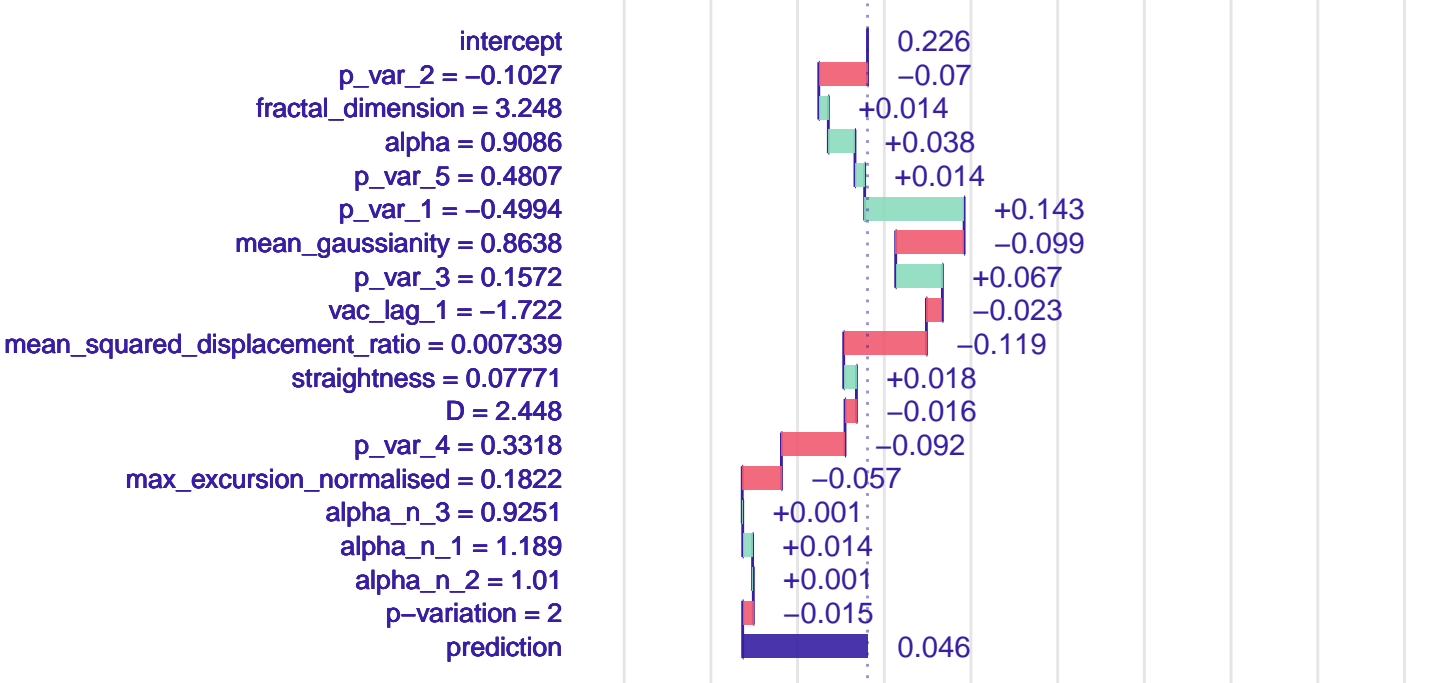 intercept 0.226
p_var_2 = −0.1027 −0.07
fractal_dimension = 3.248 +0.014
alpha = 0.9086 +0.038
p_var_5 = 0.4807 +0.014
p_var_1 = −0.4994 +0.143
mean_gaussianity = 0.8638 −0.099
p_var_3 = 0.1572 +0.067
vac_lag_1 = −1.722 −0.023
mean_squared_displacement_ratio = 0.007339 −0.119
straightness = 0.07771 +0.018
D = 2.448 −0.016
p_var_4 = 0.3318 −0.092
max_excursion_normalised = 0.1822 −0.057
alpha_n_3 = 0.9251 +0.001
alpha_n_1 = 1.189 +0.014
alpha_n_2 = 1.01 +0.001
p−variation = 2 −0.015
prediction 0.046